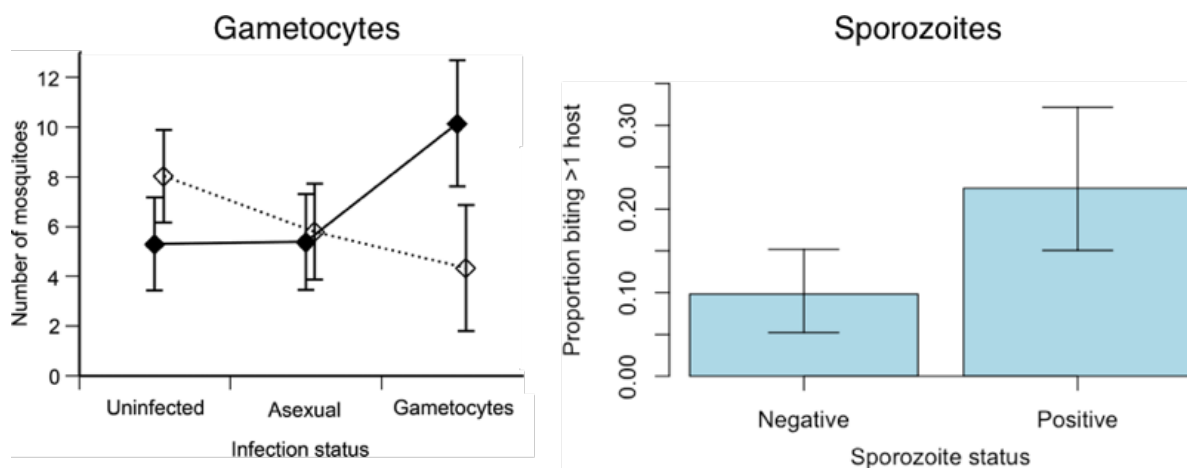 Gametocytes
Number of mosquitoes
12
10
8
6
4
2
0
Uninfected
Asexual
Gametocytes
Infection status
Sporozoites
Proportion biting >1 host
0.30
0.20
0.10
0.00
Negative
Positive
Sporozoite status